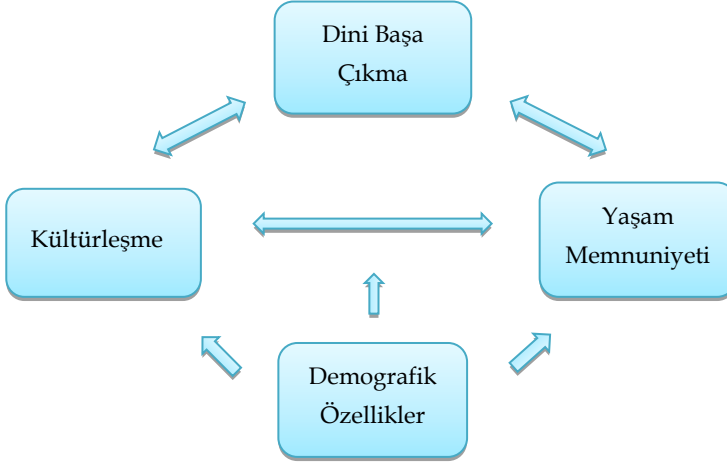 Dini Başa
Çıkma
Kültürleşme
Yaşam
Memnuniyeti
Demografik
Özellikler